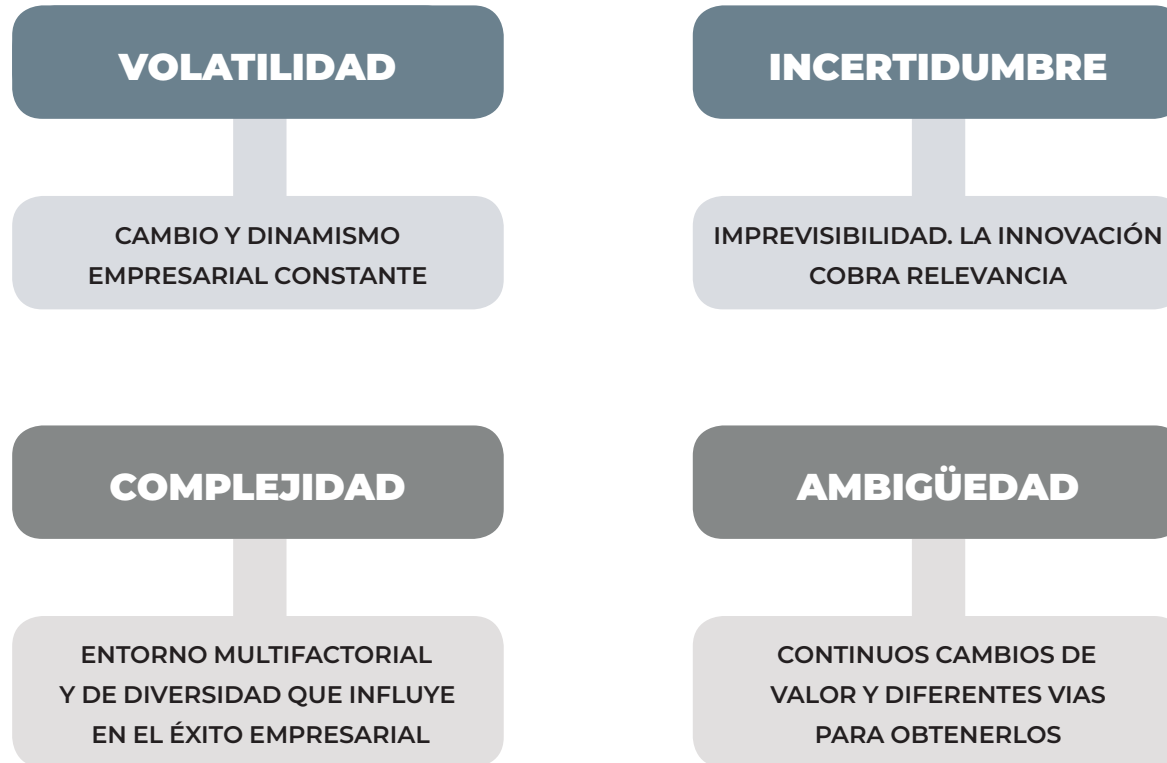 VOLATILIDAD
CAMBIO Y DINAMISMO
EMPRESARIAL CONSTANTE
INCERTIDUMBRE
IMPREVISIBILIDAD. LA INNOVACIÓN
COBRA RELEVANCIA
COMPLEJIDAD
ENTORNO MULTIFACTORIAL
Y DE DIVERSIDAD QUE INFLUYE
EN EL ÉXITO EMPRESARIAL
AMBIGÜEDAD
CONTINUOS CAMBIOS DE
VALOR Y DIFERENTES VIAS
PARA OBTENERLOS